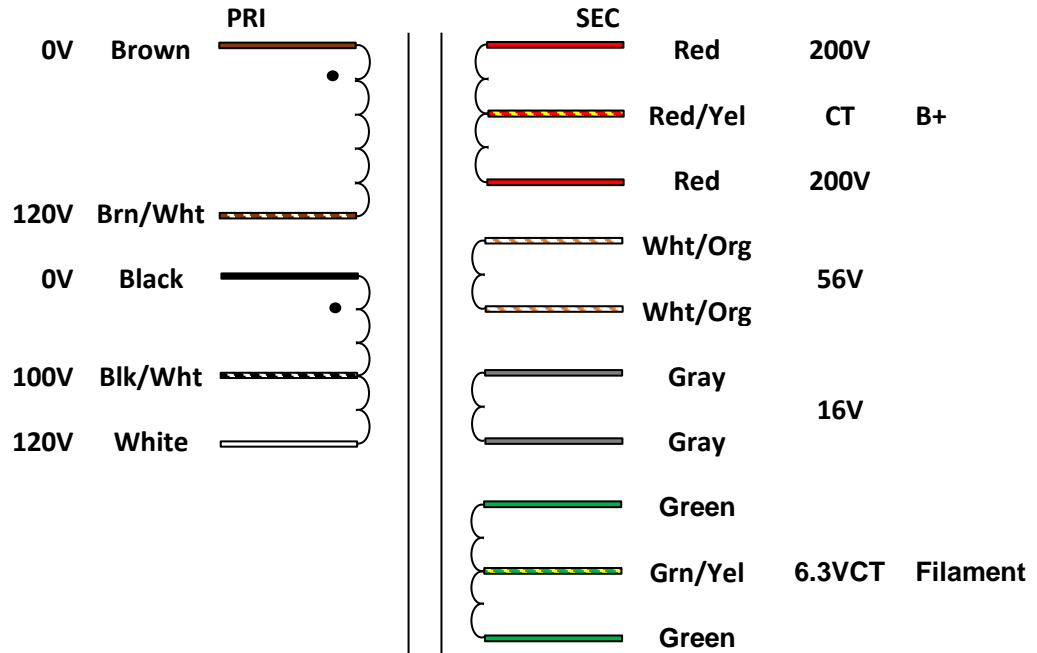 PRI SEC
0V Brown Red 200V
Red/Yel CT B+
Red 200V
120V Brn/Wht
Wht/Org
0V Black 56V
Wht/Org
100V Blk/Wht Gray
16V
120V White Gray
Green
Grn/Yel 6.3VCT Filament
Green